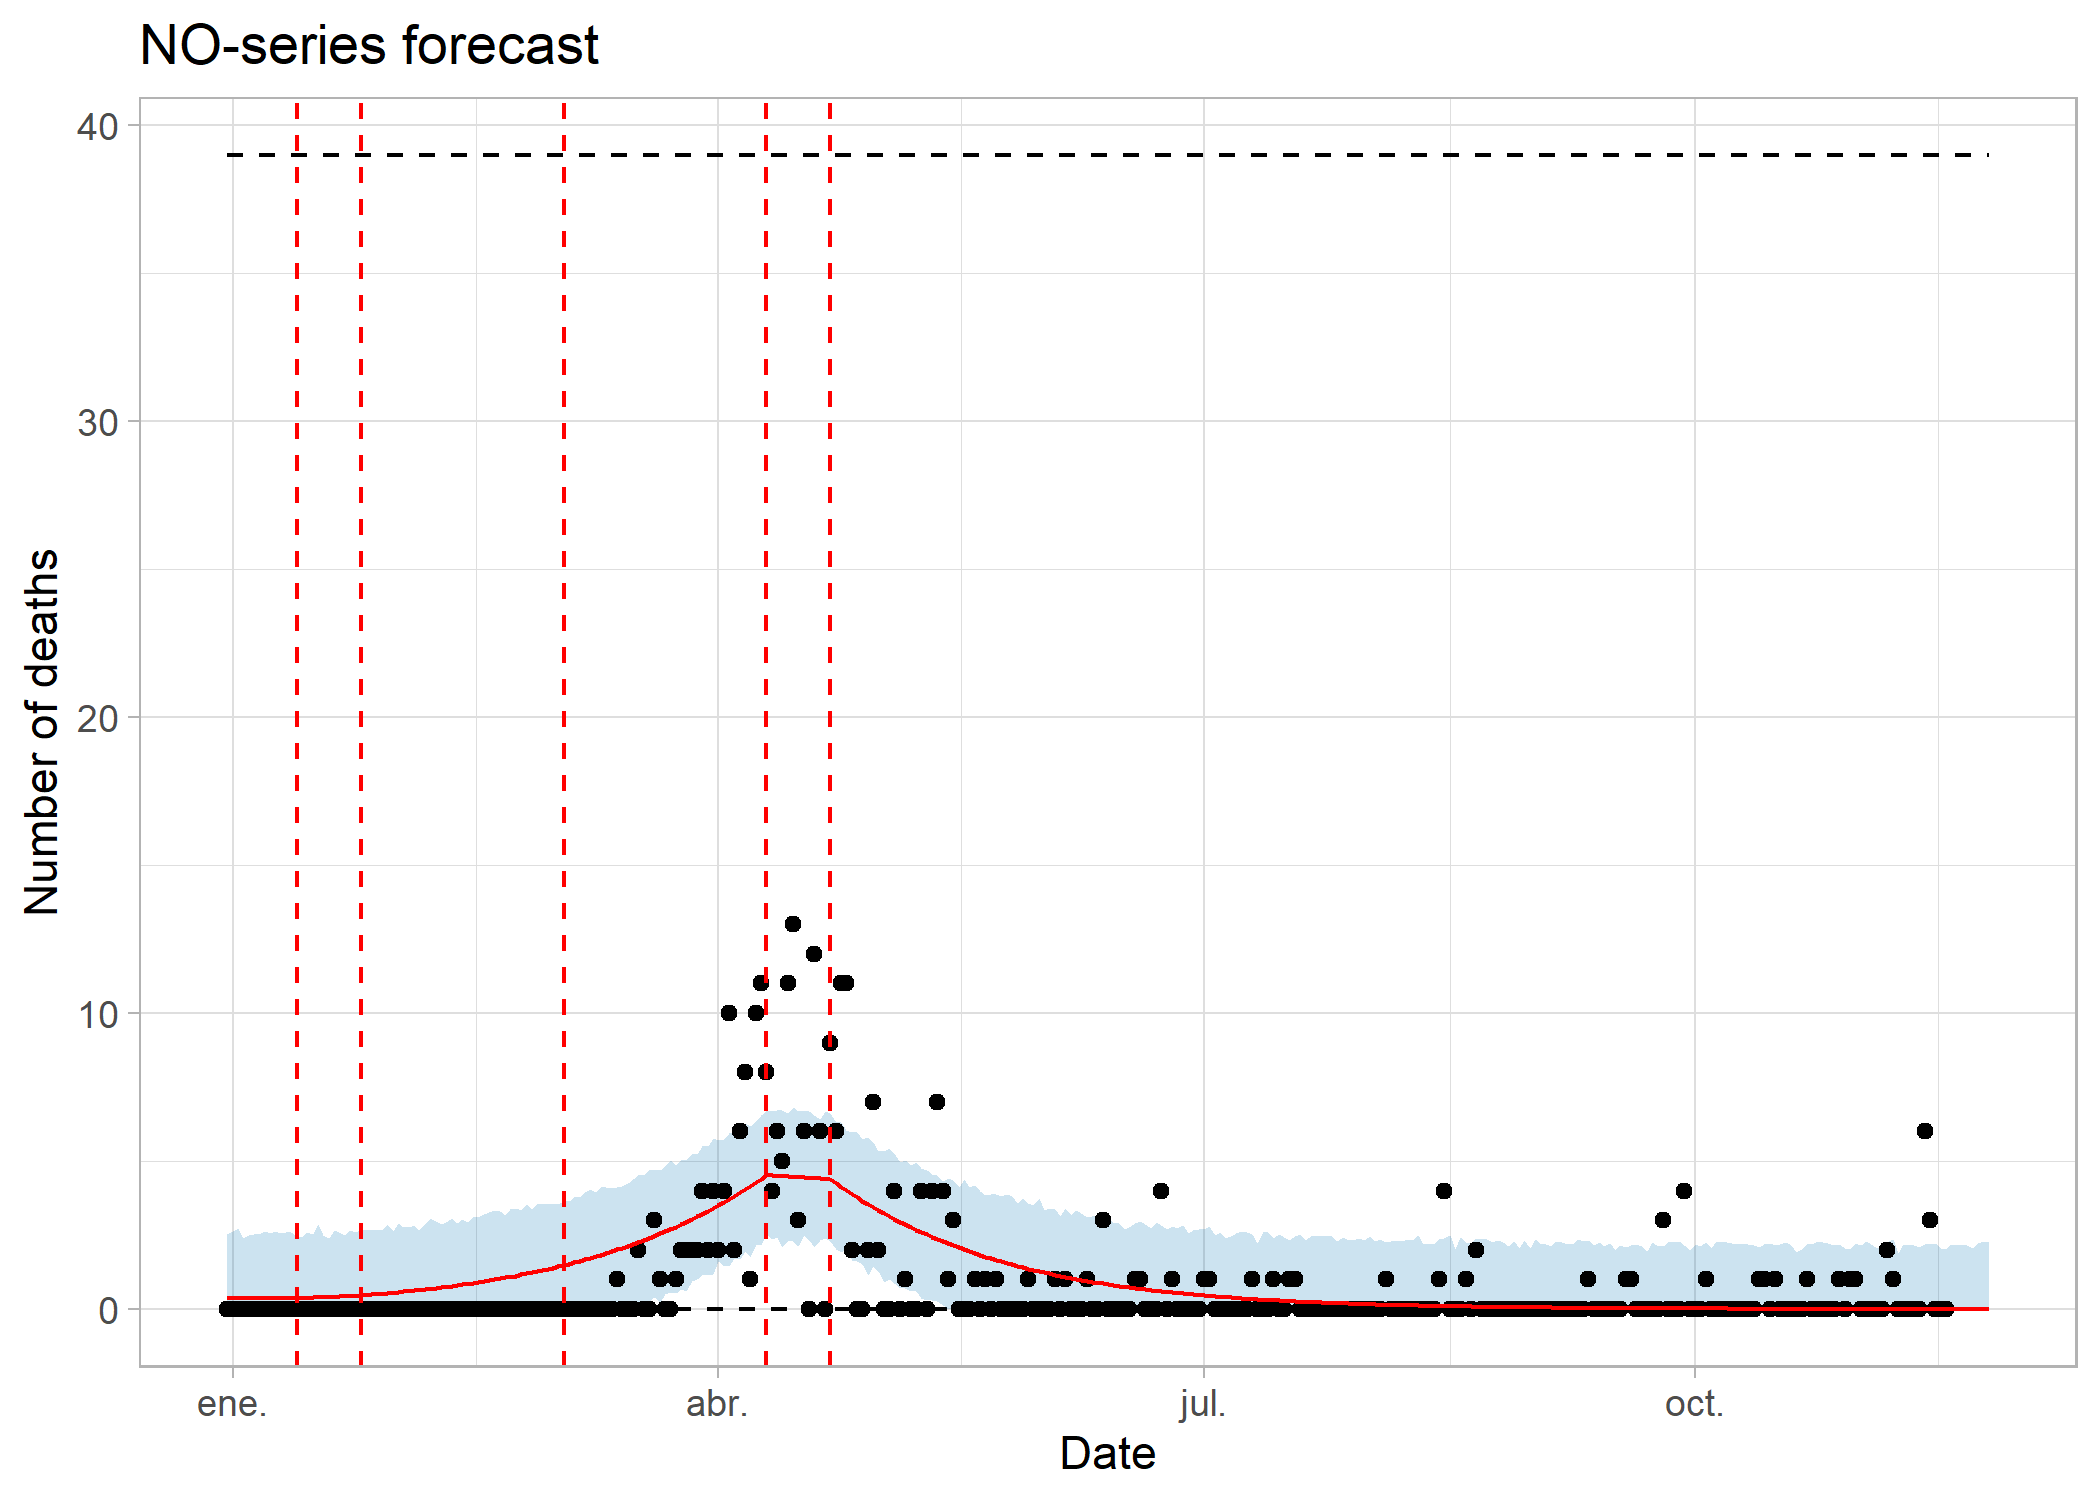 NO-series forecast
40
30
20
10
0
Number of deaths
ene.
abr.
jul.
oct.
Date